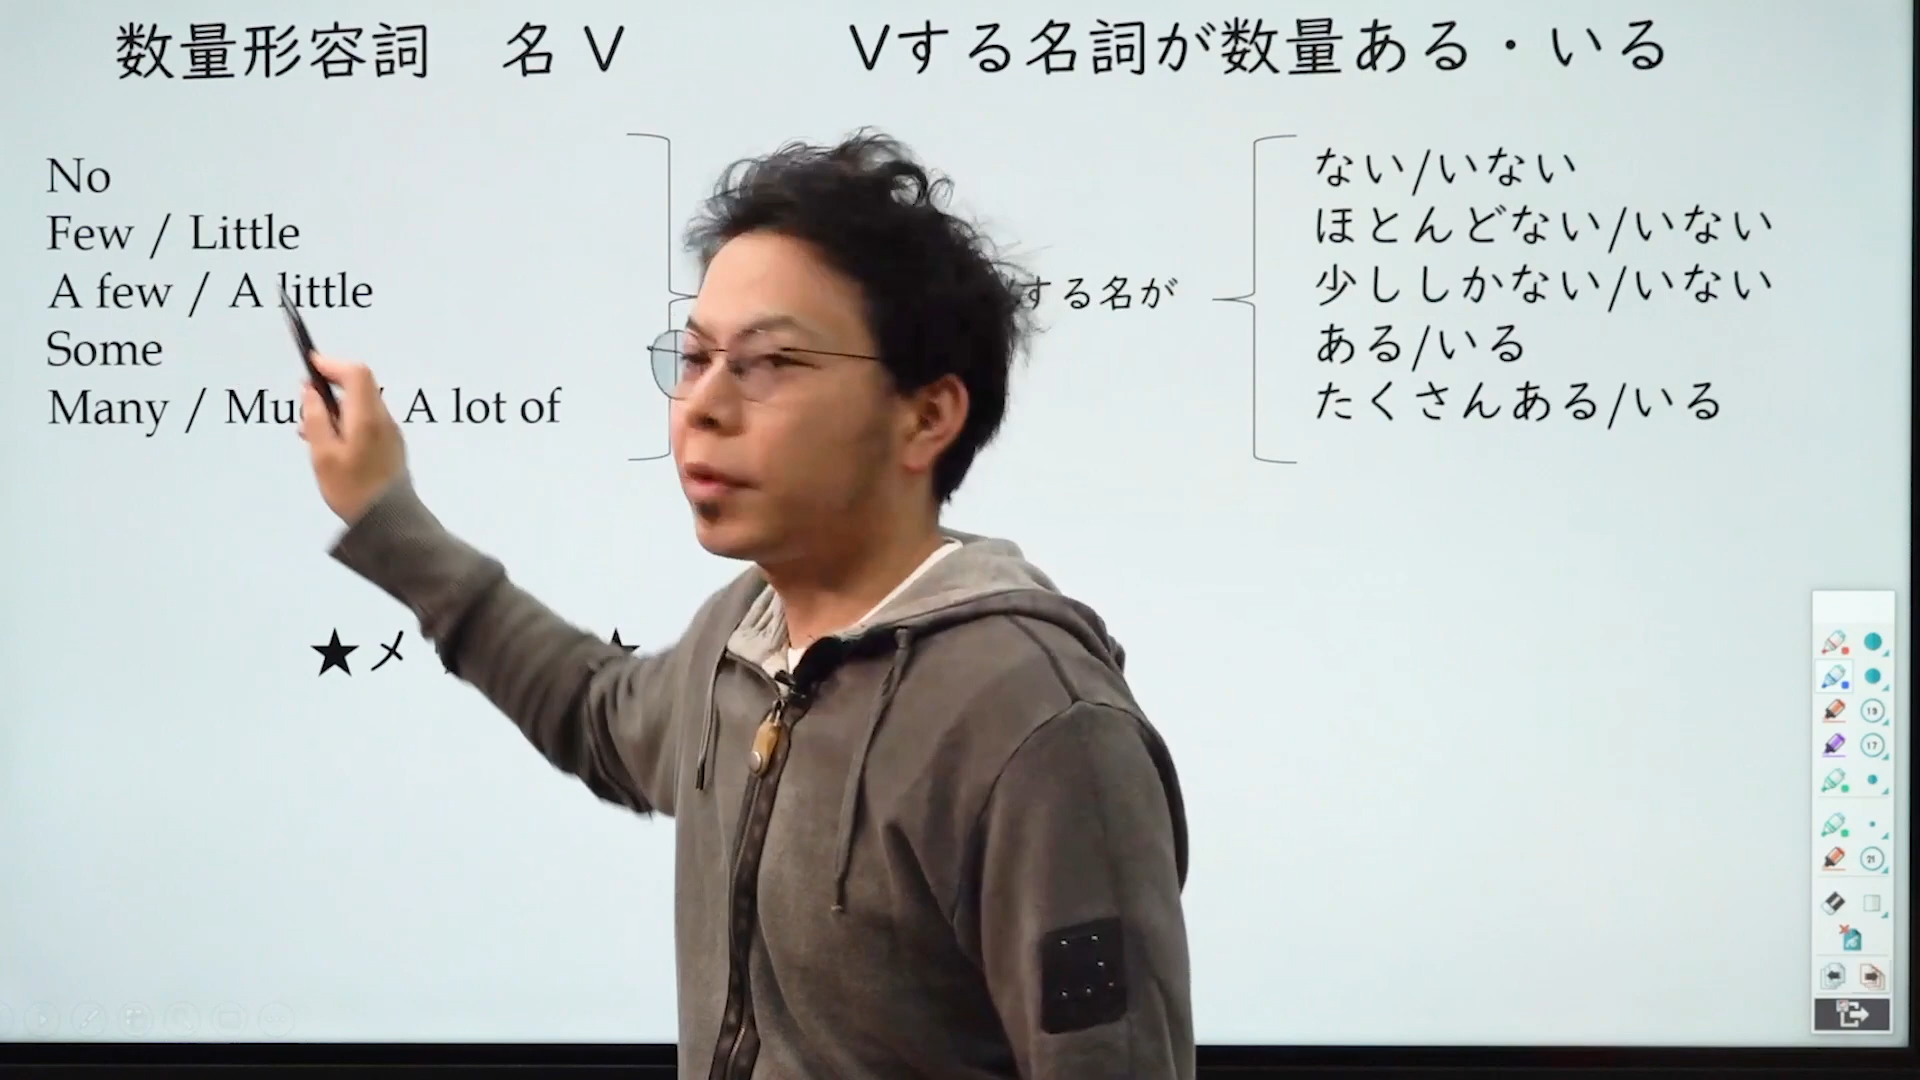 数量形容詞 名 V Vする名詞が数量ある・いる
No
Few / Little
A few / A little
Some
Many / Mu / A lot of
する名が
ない/いない
ほとんどない/いない
少ししかない/いない
ある/いる
たくさんある/いる
★メ ★
19
17
21